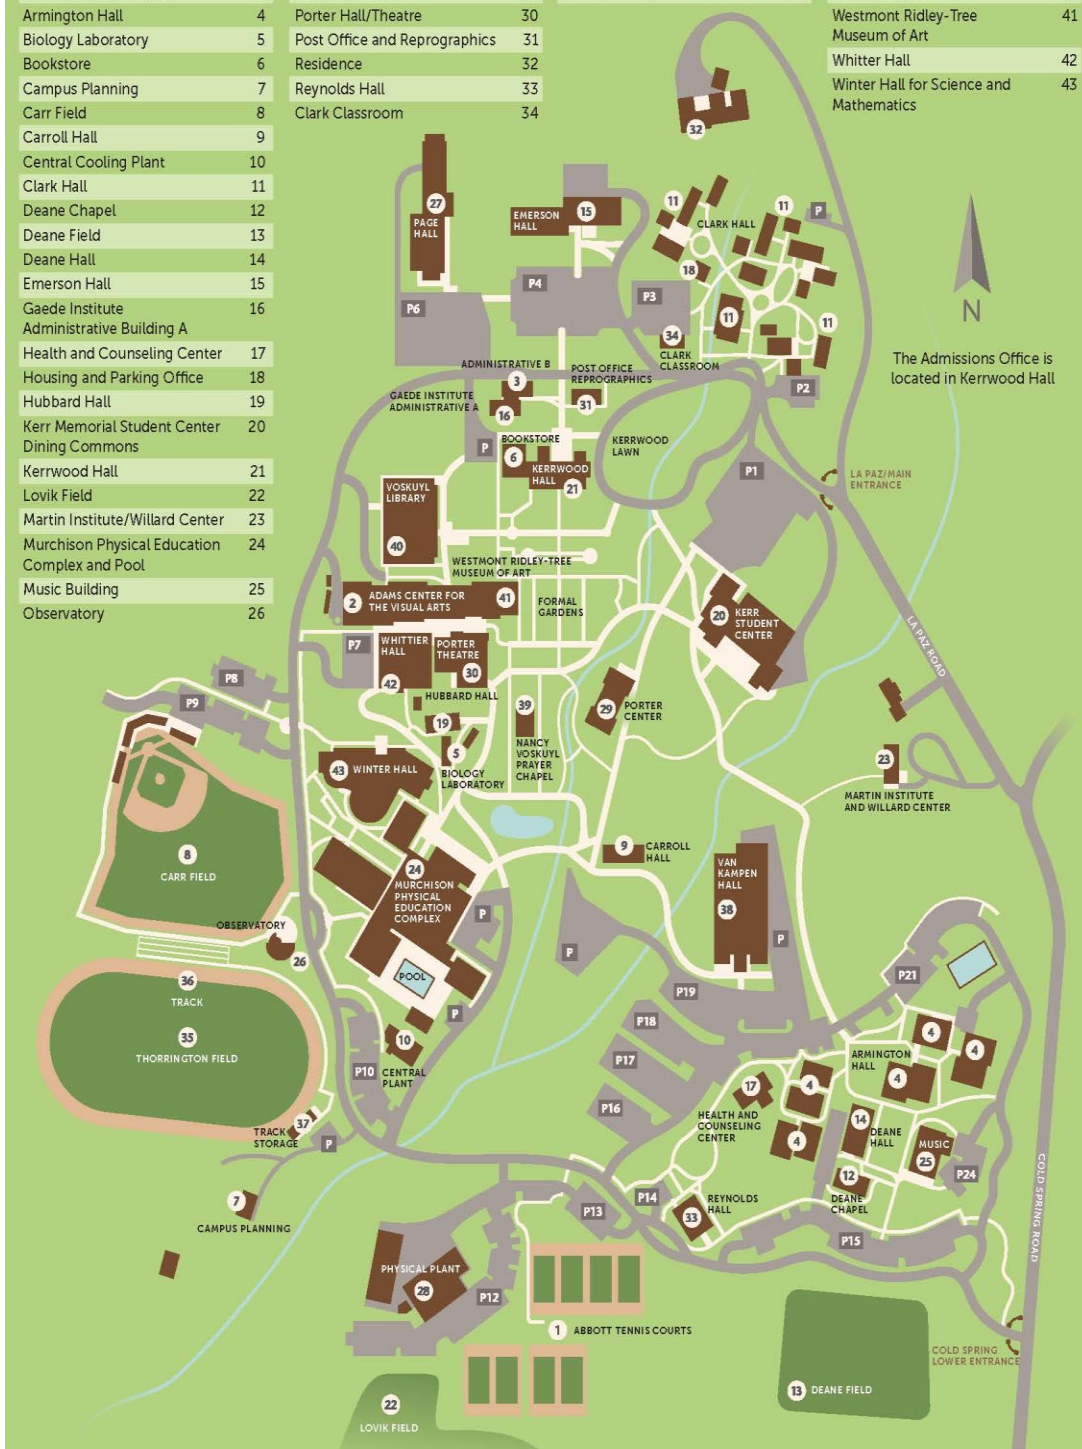 Armington Hall 4
Biology Laboratory 5
Bookstore 6
Campus Planning 7
Carr Field 8
Carroll Hall 9
Central Cooling Plant 10
Clark Hall 11
Deane Chapel 12
Deane Field 13
Deane Hall 14
Emerson Hall 15
Gaede Institute 16
Administrative Building A
Health and Counseling Center 17
Housing and Parking Office 18
Hubbard Hall 19
Kerr Memorial Student Center 20
Dining Commons
Kerrwood Hall 21
Lovik Field 22
Martin Institute/Willard Center 23
Murchison Physical Education 24
Complex and Pool
Music Building 25
Observatory 26
Porter Hall/Theatre 30
Post Office and Reprographics 31
Residence 32
Reynolds Hall 33
Clark Classroom 34
Westmont Ridley-Tree 41
Museum of Art
Whitter Hall 42
Winter Hall for Science and 43
Mathematics
32
27
PAGE
HALL
EMERSON
HALL
15
11
11
CLARK HALL
P
18
P6
P4
P3
34
CLARK
CLASSROOM
11
11
N
The Admissions Office is
located in Kerrwood Hall
ADMINISTRATIVE B
3
GAEDE INSTITUTE
ADMINISTRATIVE A
16
POST OFFICE
REPROGRAPHICS
31
P2
P
BOOKSTORE
6
KERRWOOD
HALL
21
KERRWOOD
LAWN
P1
LA PAZ/MAIN
ENTRANCE
VOSKUYL
LIBRARY
40
WESTMONT RIDLEY-TREE
MUSEUM OF ART
2
ADAMS CENTER FOR
THE VISUAL ARTS
41
FORMAL
GARDENS
20
KERR
STUDENT
CENTER
LA PAZ ROAD
P7
WHITTIER
HALL
42
PORTER
THEATRE
30
HUBBARD HALL
19
P8
P9
39
NANCY
VOSKUYL
PRAYER
CHAPEL
29
PORTER
CENTER
5
BIOLOGY
LABORATORY
43
WINTER HALL
23
MARTIN INSTITUTE
AND WILLARD CENTER
8
CARR FIELD
9
CARROLL
HALL
24
MURCHISON
PHYSICAL
EDUCATION
COMPLEX
VAN
KAMPEN
HALL
38
P
P
P
OBSERVATORY
26
POOL
P
36
TRACK
35
THORRINGTON FIELD
10
CENTRAL
PLANT
P10
P19
P18
P17
P16
P21
4
4
ARMINGTON
HALL
4
4
4
17
HEALTH AND
COUNSELING
CENTER
14
DEANE
HALL
MUSIC
25
P24
12
DEANE
CHAPEL
37
TRACK
STORAGE
P
7
CAMPUS PLANNING
P14
P13
33
REYNOLDS
HALL
P15
COLD SPRING ROAD
PHYSICAL PLANT
28
P12
1
ABBOTT TENNIS COURTS
COLD SPRING
LOWER ENTRANCE
13
DEANE FIELD
22
LOVIK FIELD